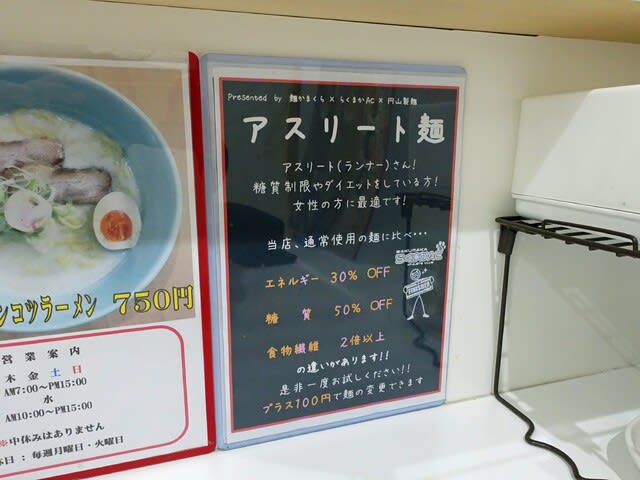 ンコツラーメン 750円
営業案内
木 金 土 日
AM7:00～PM15:00
水
AM10:00～PM15:00
※中休みはありません
：毎週月曜日・火曜日
Presented by 麺かまくら × らくまかAC × 円山製麺
アスリート麺
アスリート(ランナー)さん!
糖質制限やダイエットをしている方!
女性の方に最適です!
当店、通常使用の麺に比べ・・・
エネルギー 30% OFF
糖 質 50% OFF
食物繊維 2倍以上
の違いがあります!!
是非一度お試しください!!
プラス100円で麺の変更できます